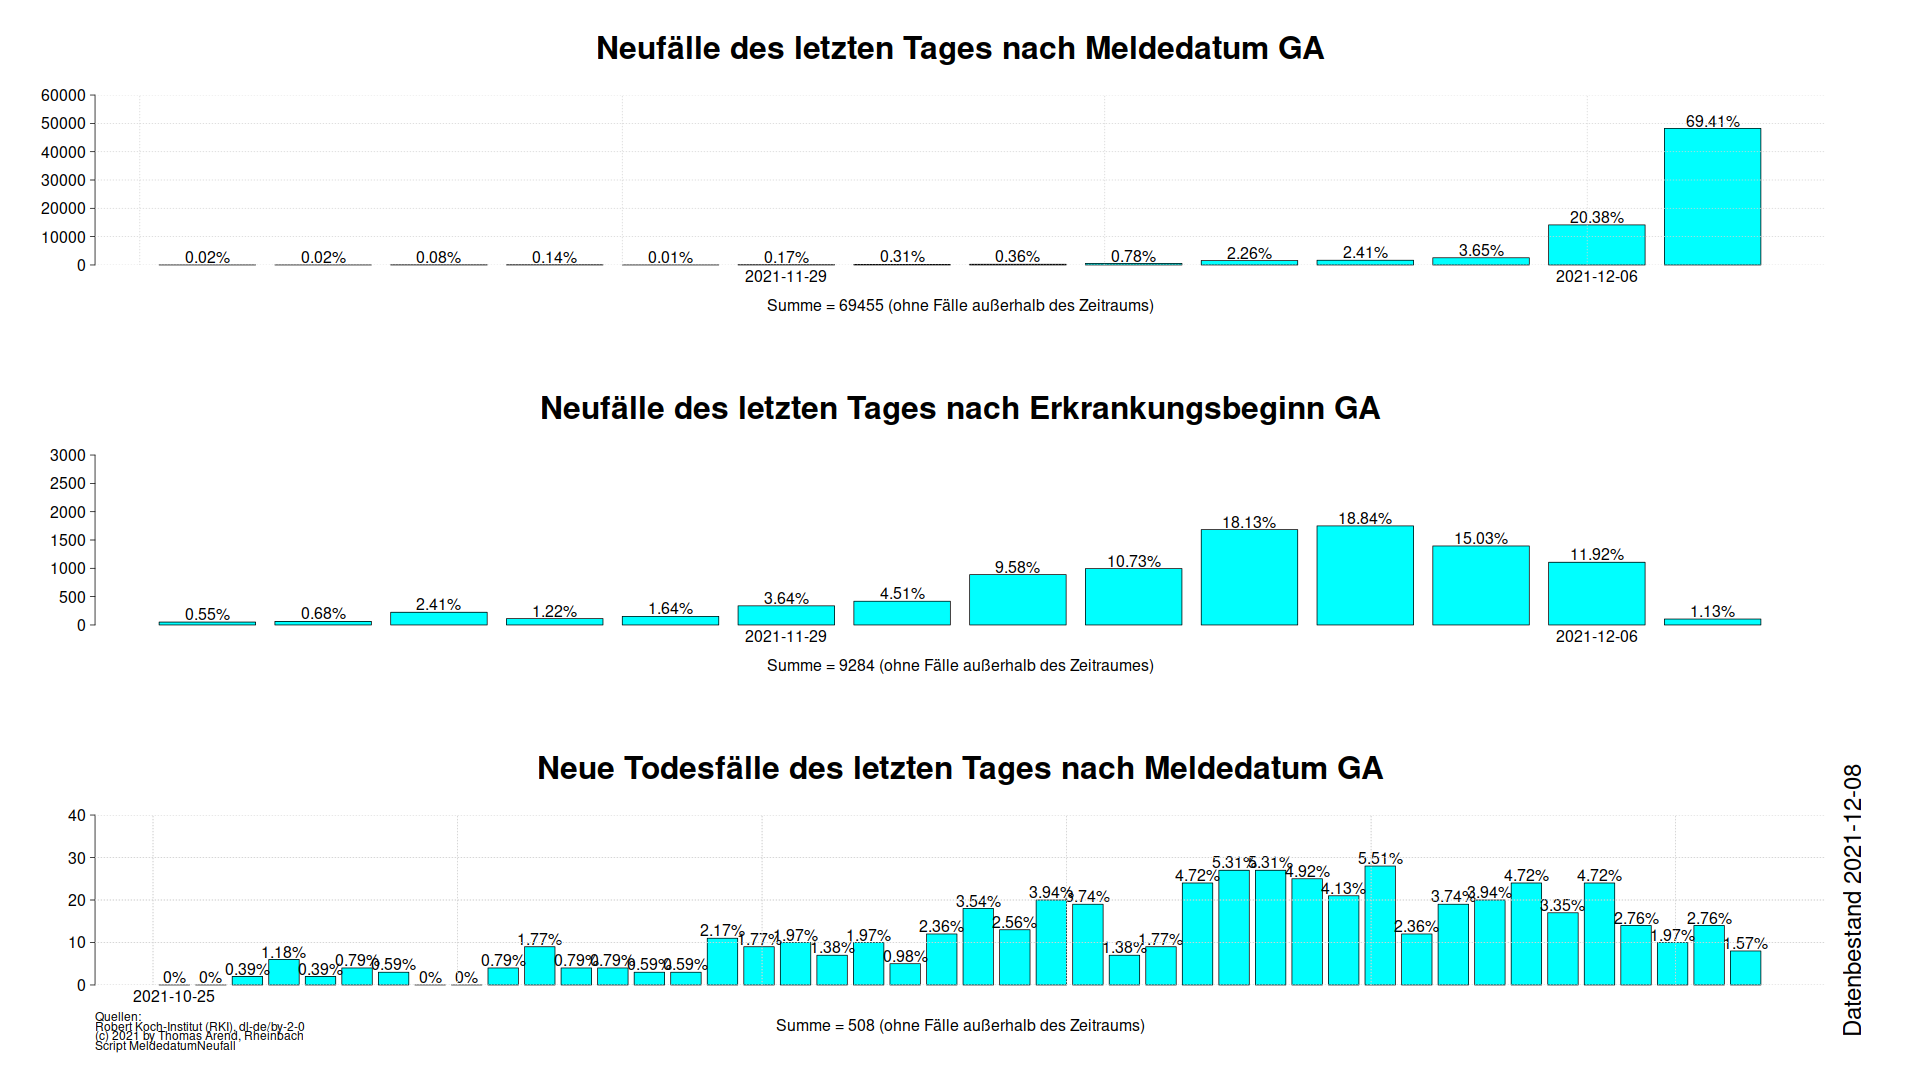 Neufälle des letzten Tages nach Meldedatum GA
60000
50000
40000
30000
20000
10000
0
0.02% 0.02% 0.08% 0.14% 0.01% 0.17% 0.31% 0.36% 0.78% 2.26% 2.41% 3.65% 20.38% 69.41%
2021-11-29 2021-12-06
Summe = 69455 (ohne Fälle außerhalb des Zeitraums)
Neufälle des letzten Tages nach Erkrankungsbeginn GA
3000
2500
2000
1500
1000
500
0
0.55% 0.68% 2.41% 1.22% 1.64% 3.64% 4.51% 9.58% 10.73% 18.13% 18.84% 15.03% 11.92% 1.13%
2021-11-29 2021-12-06
Summe = 9284 (ohne Fälle außerhalb des Zeitraumes)
Neue Todesfälle des letzten Tages nach Meldedatum GA
40
30
20
10
0
0% 0% 0.39% 1.18% 0.39% 0.79% 0.59% 0% 0% 0.79% 1.77% 0.79% 0.79% 0.59% 0.59% 2.17% 1.77% 1.97% 1.38% 1.97% 0.98% 2.36% 3.54% 2.56% 3.94% 3.74% 1.38% 1.77% 4.72% 5.31% 5.31% 4.92% 4.13% 5.51% 2.36% 3.74% 3.94% 4.72% 3.35% 4.72% 2.76% 1.97% 2.76% 1.57%
2021-10-25
Summe = 508 (ohne Fälle außerhalb des Zeitraums)
Quellen:
Robert Koch-Institut (RKI), dl-de/by-2-0
(c) 2021 by Thomas Arend, Rheinbach
Script MeldedatumNeufall
Datenbestand 2021-12-08